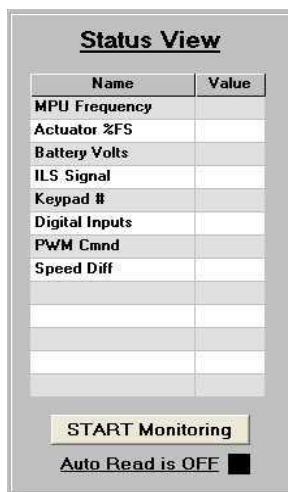 Status View
Name Value
MPU Frequency
Actuator %FS
Battery Volts
ILS Signal
Keypad #
Digital Inputs
PWM Cmnd
Speed Diff
START Monitoring
Auto Read is OFF